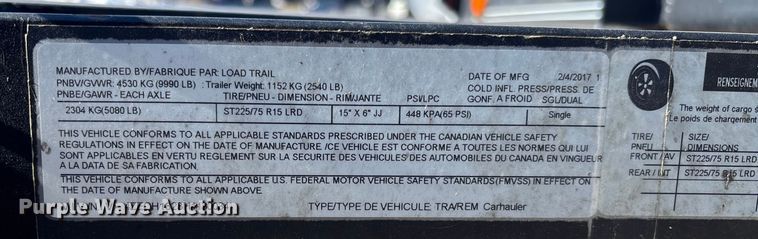 MANUFACTURED BY/FABRIQUE PAR: LOAD TRAIL
DATE OF MFG 2/4/2017 1
PNBV/GVWR: 4530 KG (9990 LB) : Trailer Weight: 1152 KG (2540 LB)
COLD INFL PRESS/PRESS. DE
PNBE/GAWR - EACH AXLE TIRE/PNEU - DIMENSION - RIM/JANTE PSI/LPC GONF. A FROID SGL/DUAL
2304 KG(5080 LB) ST225/75 R15 LRD 15" X 6" JJ 448 KPA(65 PSI) Single
THIS VEHICLE CONFORMS TO ALL APPLICABLE STANDARDS PRESCRIBED UNDER THE CANADIAN VEHICLE SAFETY
REGULATIONS IN EFFECT ON THE DATE OF MANUFACTURE /CE VEHICLE EST CONFORME A TOUTES LES NORMES QUI LUI
SONT APPLICABLES EN VERTU REGLEMENT SUR LA SECURITE DES VEHICULES DES AUTOMOBILES DU CANADA EN VINGUEUR
A LA DATA DE SA FABRICATION.
THIS VEHICLE CONFORMS TO ALL APPLICABLE U.S. FEDERAL MOTOR VEHICLE SAFETY STANDARDS(FMVSS) IN EFFECT ON
THE DATE OF MANUFACTURE SHOWN ABOVE.
TYPE/TYPE DE VEHICULE: TRA/REM Carhauler
RENSEIGNEM
The weight of cargo s
Le poids de chargement
TIRE/ SIZE/
PNEU DIMENSIONS
FRONT / AV ST225/75 R15 LRD
REAR / INT ST225/75 R15 LRD
Purple Wave Auction
Purple Wave Auction